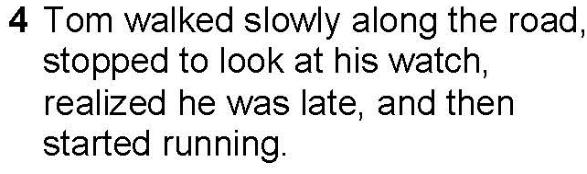 4 Tom walked slowly along the road,
stopped to look at his watch,
realized he was late, and then
started running.